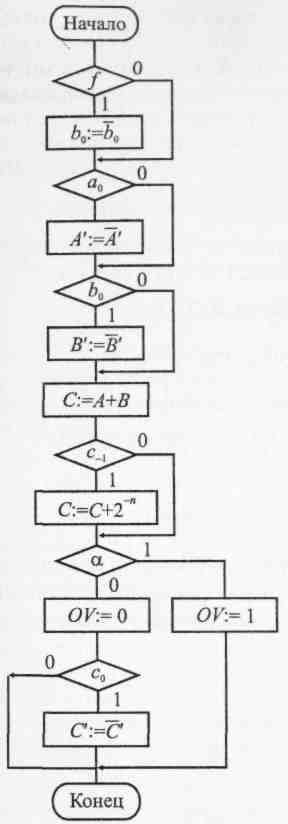 Начало
f
0
1
b₀:=b̅₀
0
a₀
A':=A̅'
0
b₀
1
B':=B̅'
C:=A+B
0
c₋₁
1
C:=C+2⁻ⁿ
α
1
0
OV:= 0
OV:= 1
0
c₀
1
C':=C̅'
Конец